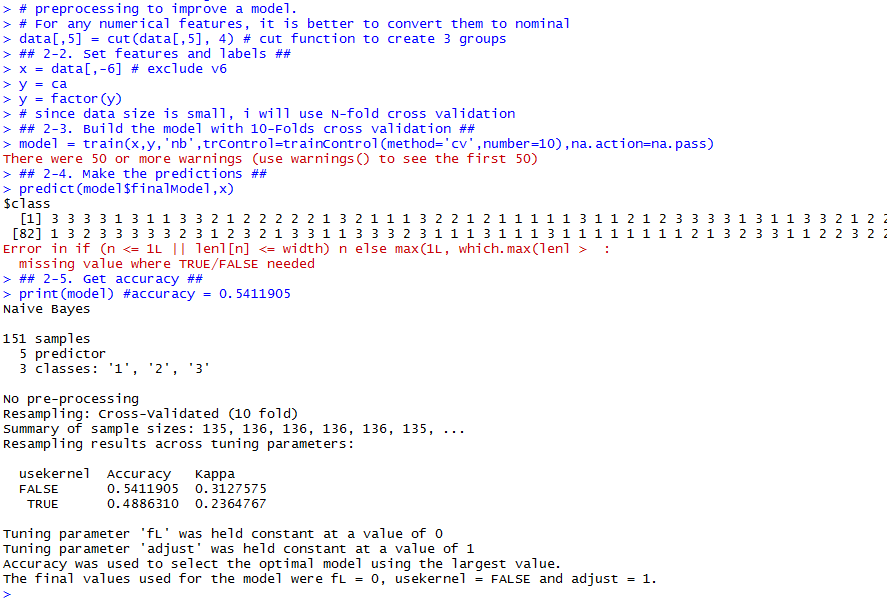 > # preprocessing to improve a model.
> # For any numerical features, it is better to convert them to nominal
> data[,5] = cut(data[,5], 4) # cut function to create 3 groups
> ## 2-2. Set features and labels ##
> x = data[,-6] # exclude v6
> y = ca
> y = factor(y)
> # since data size is small, i will use N-fold cross validation
> ## 2-3. Build the model with 10-Folds cross validation ##
> model = train(x,y,'nb',trControl=trainControl(method='cv',number=10),na.action=na.pass)
There were 50 or more warnings (use warnings() to see the first 50)
> ## 2-4. Make the predictions ##
> predict(model$finalModel,x)
$class
[1] 3 3 3 3 1 3 1 1 3 3 2 1 2 2 2 2 2 1 3 2 1 1 1 3 2 2 1 2 1 1 1 1 1 3 1 1 2 1 2 3 3 3 3 1 3 1 1 3 3 2 1 2 2
[82] 1 3 2 3 3 3 3 3 2 3 1 2 3 2 1 3 3 1 1 3 3 3 2 3 1 1 1 3 1 1 1 1 1 1 1 1 1 2 1 3 2 3 3 1 1 2 2 3 2 2
Error in if (n <= 1L || lenl[n] <= width) n else max(1L, which.max(lenl > :
missing value where TRUE/FALSE needed
> ## 2-5. Get accuracy ##
> print(model) #accuracy = 0.5411905
Naive Bayes
151 samples
5 predictor
3 classes: '1', '2', '3'
No pre-processing
Resampling: Cross-Validated (10 fold)
Summary of sample sizes: 135, 136, 136, 136, 136, 135, ...
Resampling results across tuning parameters:
usekernel Accuracy Kappa
FALSE 0.5411905 0.3127575
TRUE 0.4886310 0.2364767
Tuning parameter 'fL' was held constant at a value of 0
Tuning parameter 'adjust' was held constant at a value of 1
Accuracy was used to select the optimal model using the largest value.
The final values used for the model were fL = 0, usekernel = FALSE and adjust = 1.
>